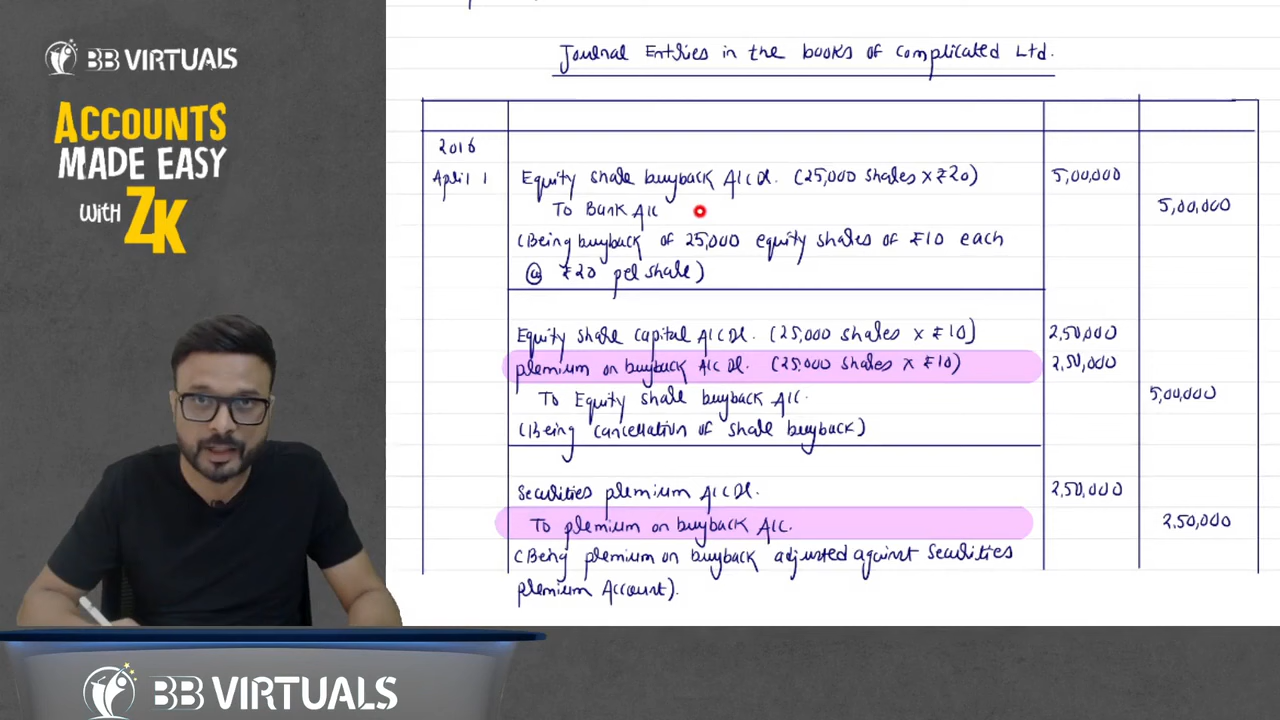 BB VIRTUALS
ACCOUNTS
MADE EASY
WITH ZK
Journal Entries in the books of Complicated Ltd.
2016
April 1 Equity share buyback A/C Dr. (25,000 shares x ₹20) 5,00,000
To Bank A/C 5,00,000
(Being buyback of 25,000 equity shares of ₹10 each
@ ₹20 per share)
Equity share capital A/C Dr. (25,000 shares x ₹10) 2,50,000
premium on buyback A/C Dr. (25,000 shares x ₹10) 2,50,000
To Equity share buyback A/C. 5,00,000
(Being cancellation of share buyback)
Securities premium A/C Dr. 2,50,000
To premium on buyback A/C. 2,50,000
(Being premium on buyback adjusted against Securities
premium Account).
BB VIRTUALS